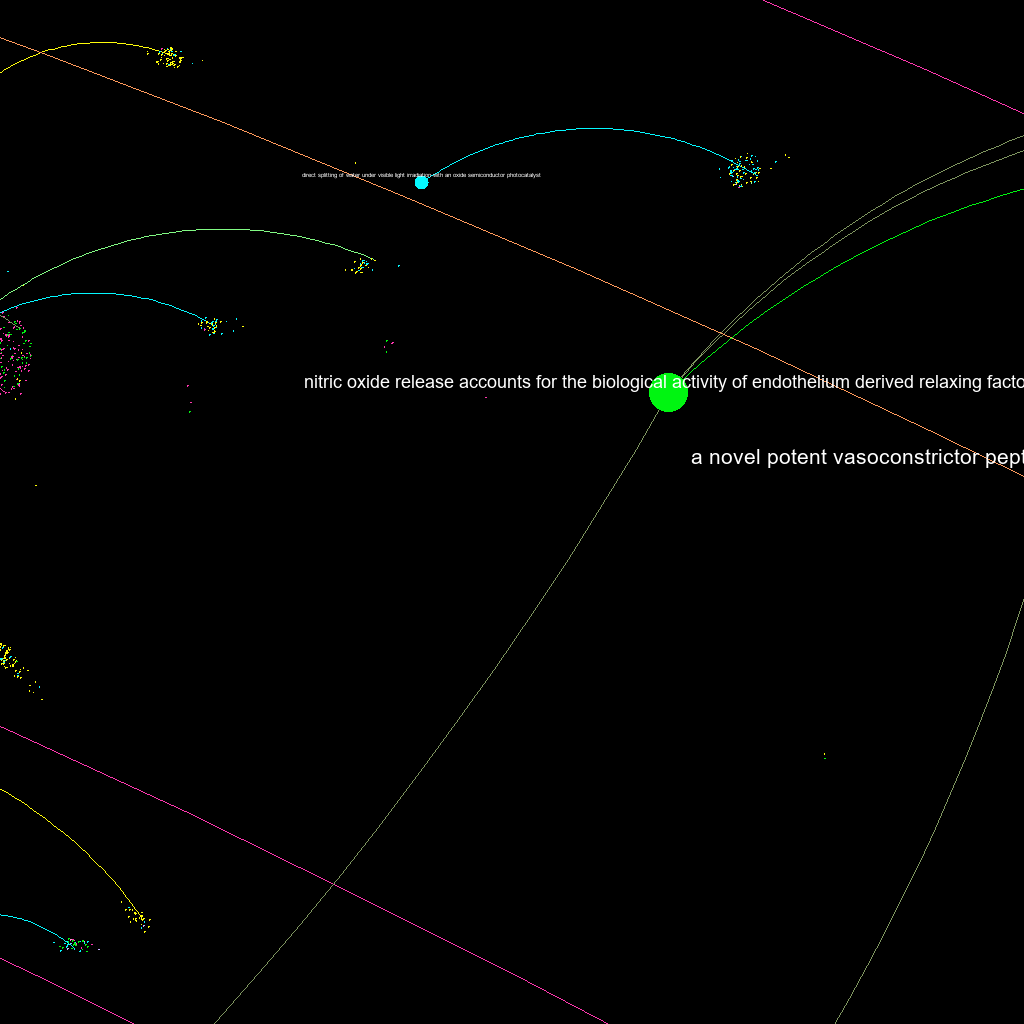 direct splitting of water under visible light irradiation with an oxide semiconductor photocatalyst
nitric oxide release accounts for the biological activity of endothelium derived relaxing facto
a novel potent vasoconstrictor pept